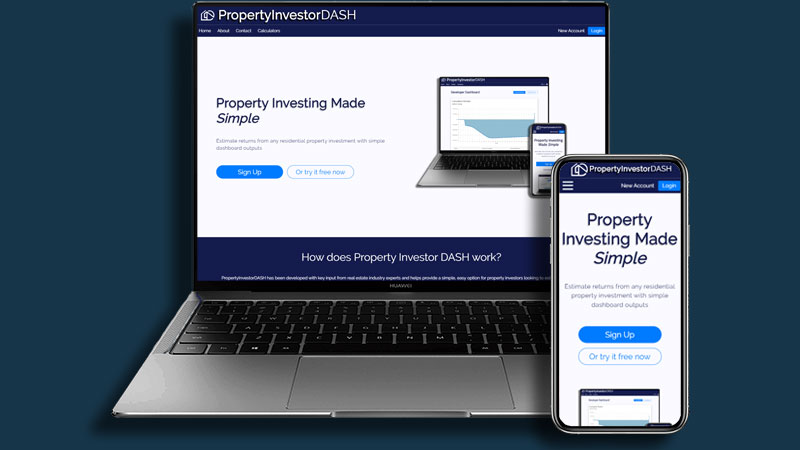 PropertyInvestorDASH
Home About Contact Calculators New Account Login
Property Investing Made
Simple
Estimate returns from any residential property investment with simple
dashboard outputs
Sign Up Or try it free now
PropertyInvestorDASH
Developer Dashboard
Property Investing
Made Simple
How does Property Investor DASH work?
PropertyInvestorDASH has been developed with key input from real estate industry experts and helps provide a simple, easy option for property investors looking to
HUAWEI
PropertyInvestorDASH
New Account Login
Property
Investing Made
Simple
Estimate returns from any residential
property investment with simple
dashboard outputs
Sign Up
Or try it free now
PropertyInvestorDASH